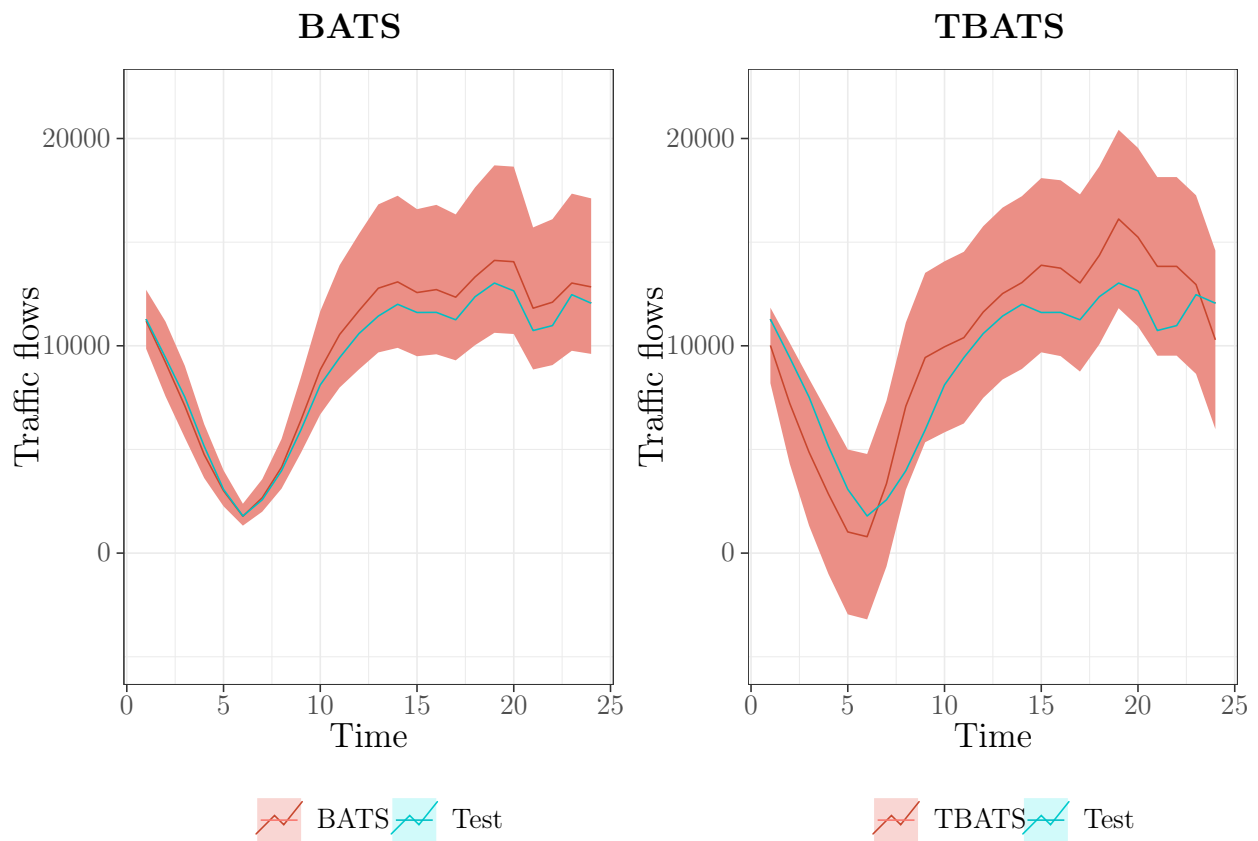 BATS
TBATS
Traffic flows
20000
10000
0
0 5 10 15 20 25
Time
BATS Test
Traffic flows
20000
10000
0
0 5 10 15 20 25
Time
TBATS Test